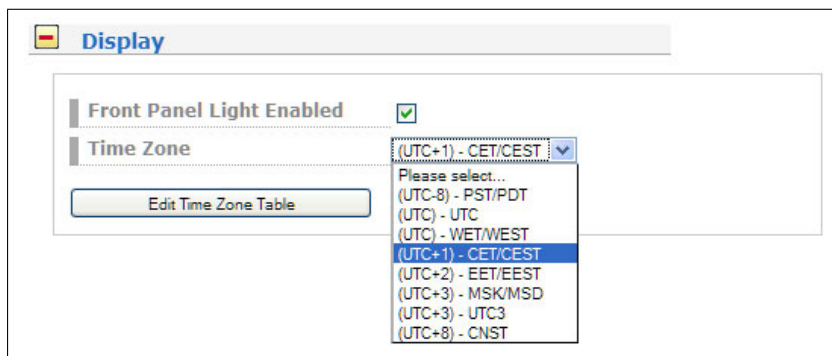 Display
Front Panel Light Enabled
Time Zone
(UTC+1) - CET/CEST
Please select...
(UTC-8) - PST/PDT
(UTC) - UTC
(UTC) - WET/WEST
(UTC+1) - CET/CEST
(UTC+2) - EET/EEST
(UTC+3) - MSK/MSD
(UTC+3) - UTC3
(UTC+8) - CNST
Edit Time Zone Table